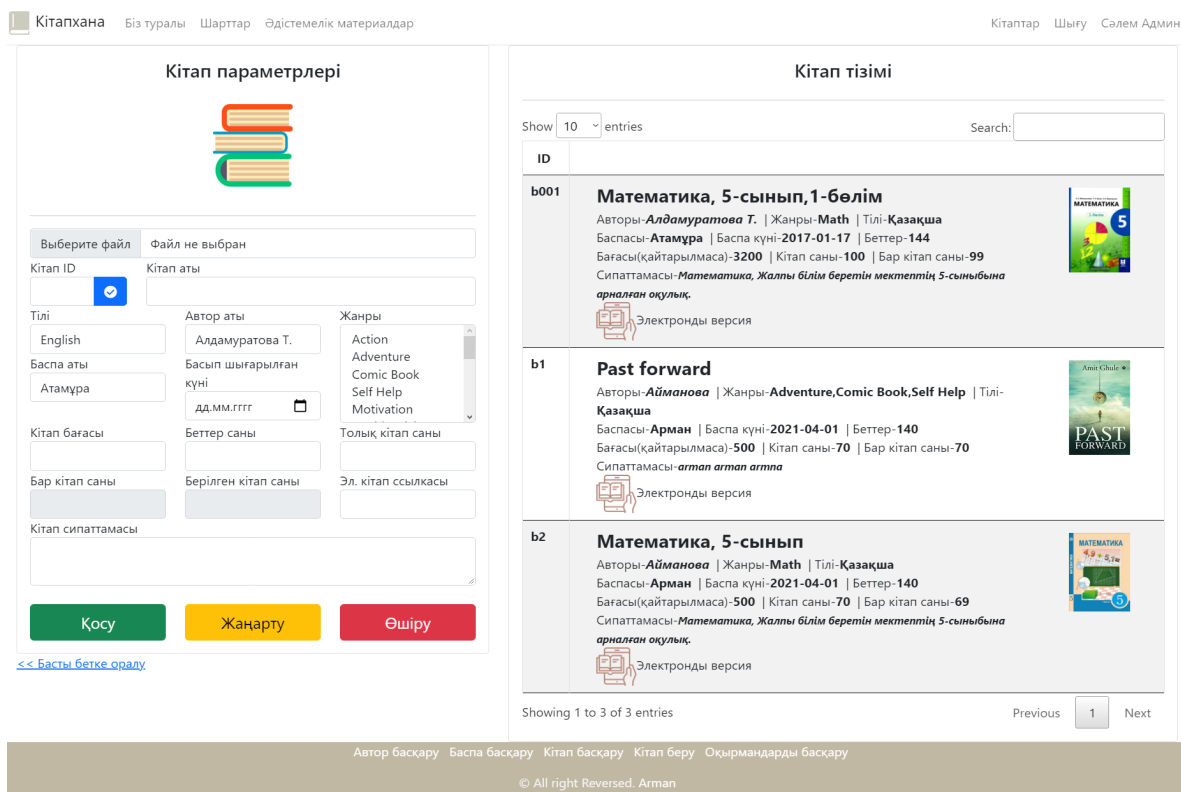 Кітапхана Біз туралы Шарттар Әдістемелік материалдар Кітаптар Шығу Сәлем Админ
Кітап параметрлері
Выберите файл Файл не выбран
Кітап ID Кітап аты
Тілі Автор аты Жанры
English Алдамуратова Т. Action
Adventure
Comic Book
Self Help
Motivation
Баспа аты Басып шығарылған
күні
Атамұра дд.мм.гггг
Кітап бағасы Беттер саны Толық кітап саны
Бар кітап саны Берілген кітап саны Эл. кітап ссылкасы
Кітап сипаттамасы
Қосу Жаңарту Өшіру
<< Басты бетке оралу
Кітап тізімі
Show 10 entries Search:
ID
b001 Математика, 5-сынып,1-бөлім
Авторы-Алдамуратова Т. | Жанры-Math | Тілі-Қазақша
Баспасы-Атамұра | Баспа күні-2017-01-17 | Беттер-144
Бағасы(қайтарылмаса)-3200 | Кітап саны-100 | Бар кітап саны-99
Сипаттамасы-Математика, Жалпы білім беретін мектептің 5-сыныбына
арналған оқулық.
Электронды версия
МАТЕМАТИКА
5
b1 Past forward
Авторы-Айманова | Жанры-Adventure,Comic Book,Self Help | Тілі-
Қазақша
Баспасы-Арман | Баспа күні-2021-04-01 | Беттер-140
Бағасы(қайтарылмаса)-500 | Кітап саны-70 | Бар кітап саны-70
Сипаттамасы-arman arman armna
Электронды версия
Amit Ghule
PAST
FORWARD
b2 Математика, 5-сынып
Авторы-Айманова | Жанры-Math | Тілі-Қазақша
Баспасы-Арман | Баспа күні-2021-04-01 | Беттер-140
Бағасы(қайтарылмаса)-500 | Кітап саны-70 | Бар кітап саны-69
Сипаттамасы-Математика, Жалпы білім беретін мектептің 5-сыныбына
арналған оқулық.
Электронды версия
МАТЕМАТИКА
5
Showing 1 to 3 of 3 entries Previous 1 Next
Автор басқару Баспа басқару Кітап басқару Кітап беру Оқырмандарды басқару
© All right Reversed. Arman